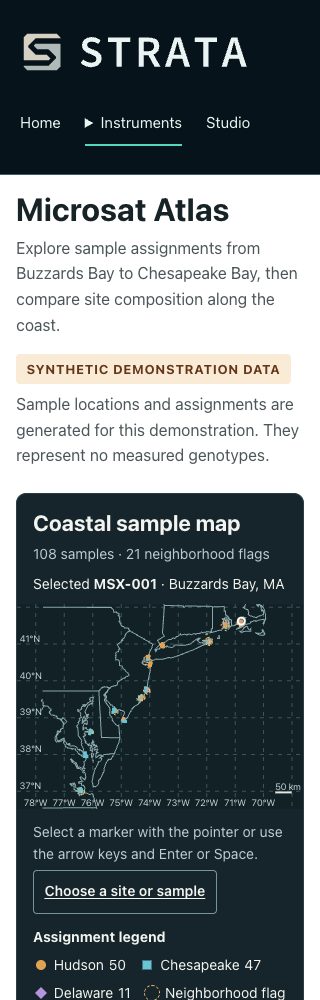 STRATA
Home ▶ Instruments Studio
Microsat Atlas
Explore sample assignments from
Buzzards Bay to Chesapeake Bay, then
compare site composition along the
coast.
SYNTHETIC DEMONSTRATION DATA
Sample locations and assignments are
generated for this demonstration. They
represent no measured genotypes.
Coastal sample map
108 samples · 21 neighborhood flags
Selected MSX-001 · Buzzards Bay, MA
41°N
40°N
39°N
38°N
37°N
50 km
78°W 77°W 76°W 75°W 74°W 73°W 72°W 71°W 70°W
Select a marker with the pointer or use
the arrow keys and Enter or Space.
Choose a site or sample
Assignment legend
Hudson 50 Chesapeake 47
Delaware 11 Neighborhood flag